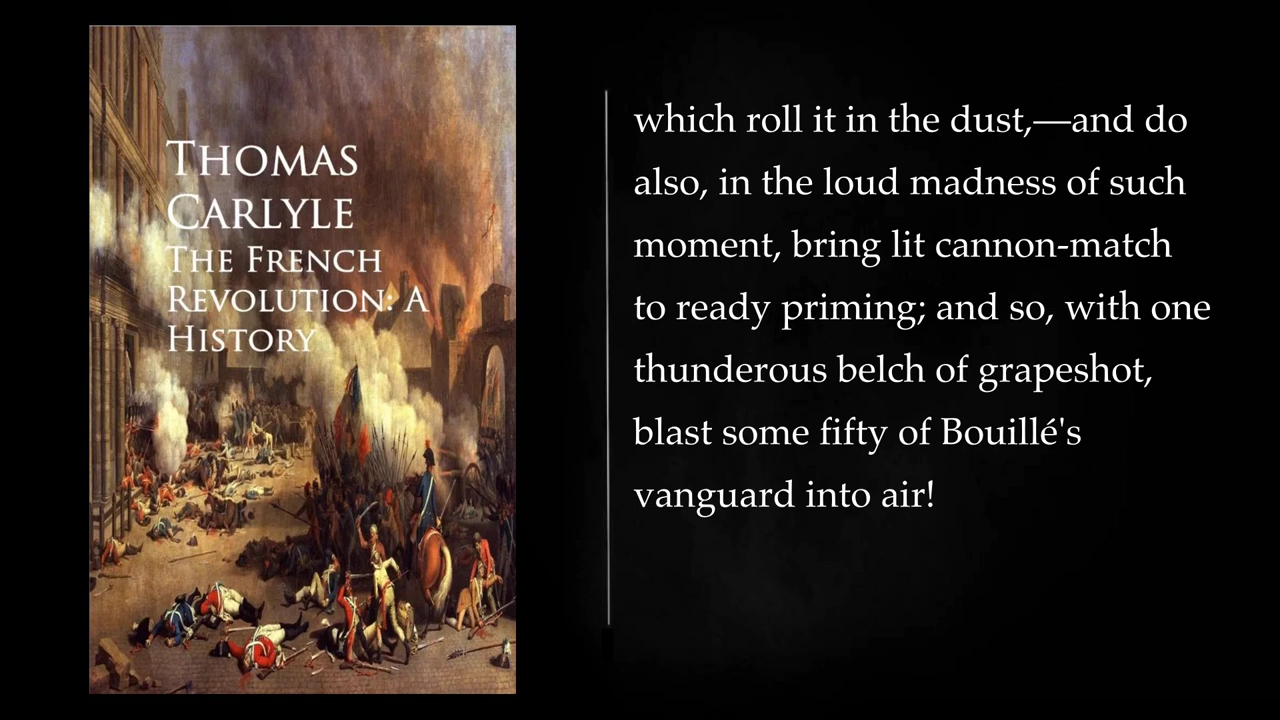 THOMAS
CARLYLE
THE FRENCH
REVOLUTION: A
HISTORY
which roll it in the dust,—and do
also, in the loud madness of such
moment, bring lit cannon-match
to ready priming; and so, with one
thunderous belch of grapeshot,
blast some fifty of Bouillé's
vanguard into air!